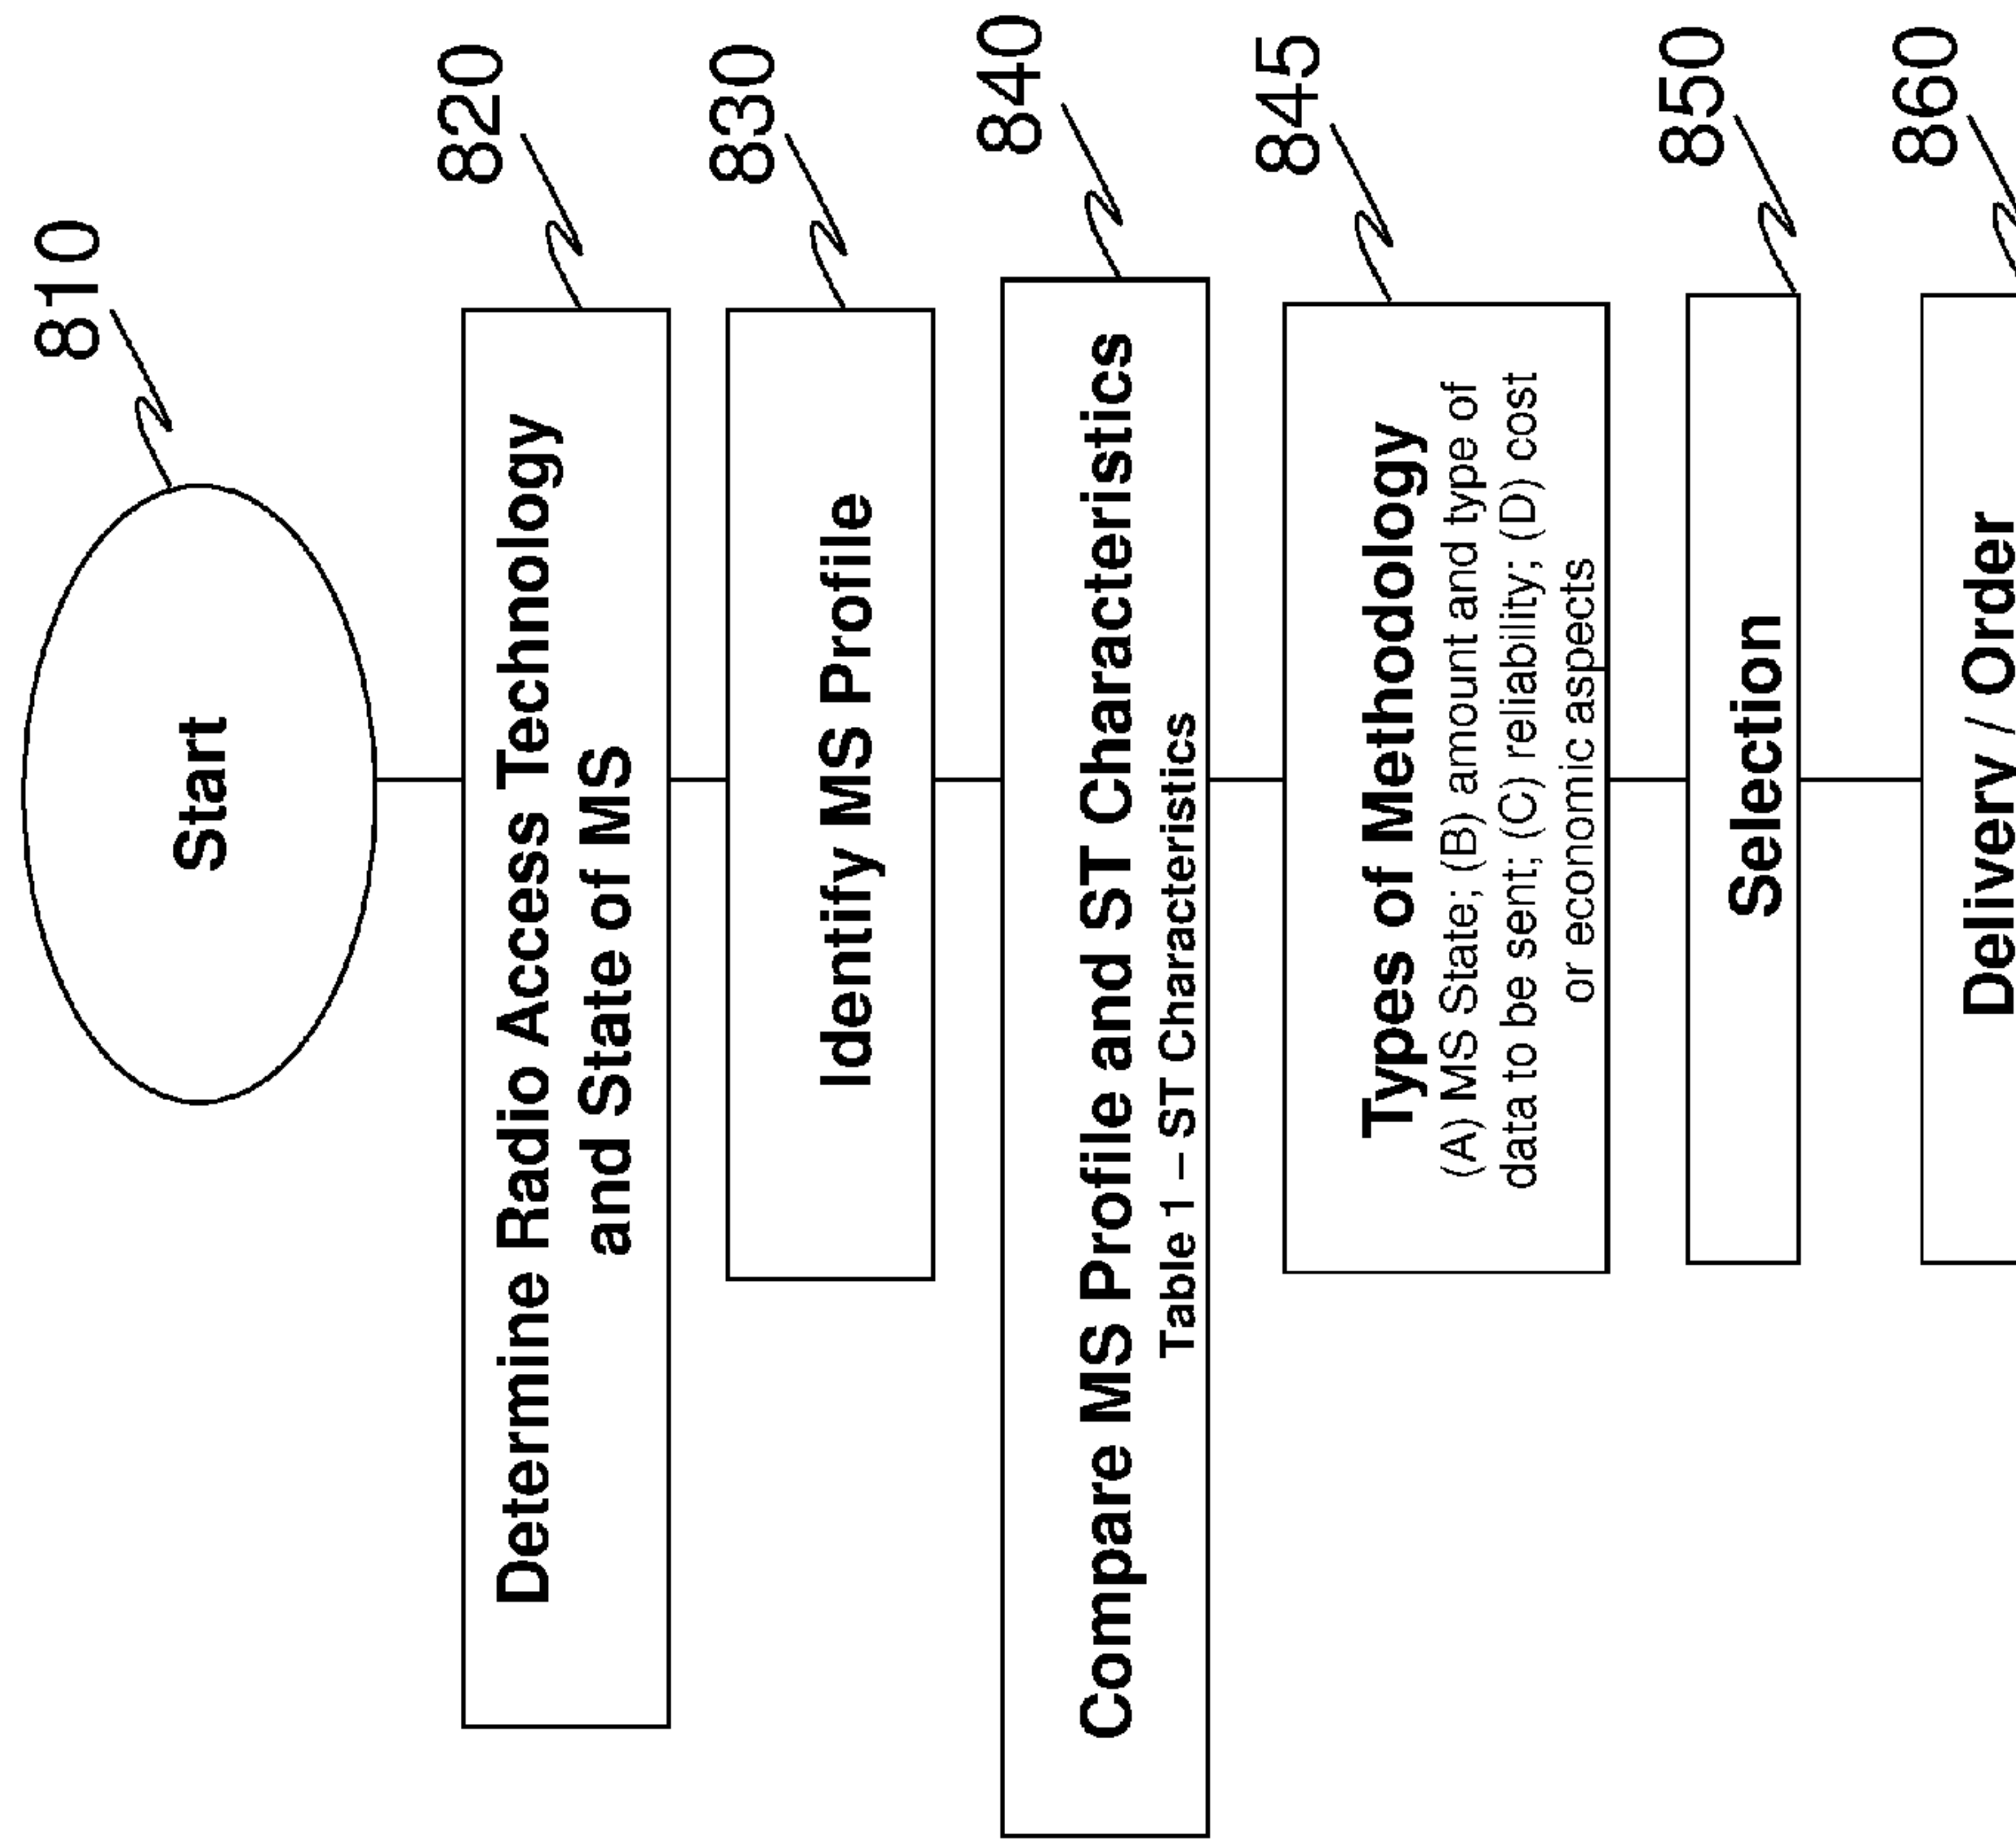 810
Start
820
Determine Radio Access Technology
and State of MS
830
Identify MS Profile
840
Compare MS Profile and ST Characteristics
Table 1 – ST Characteristics
845
Types of Methodology
(A) MS State; (B) amount and type of
data to be sent; (C) reliability; (D) cost
or economic aspects
850
Selection
860
Delivery / Order